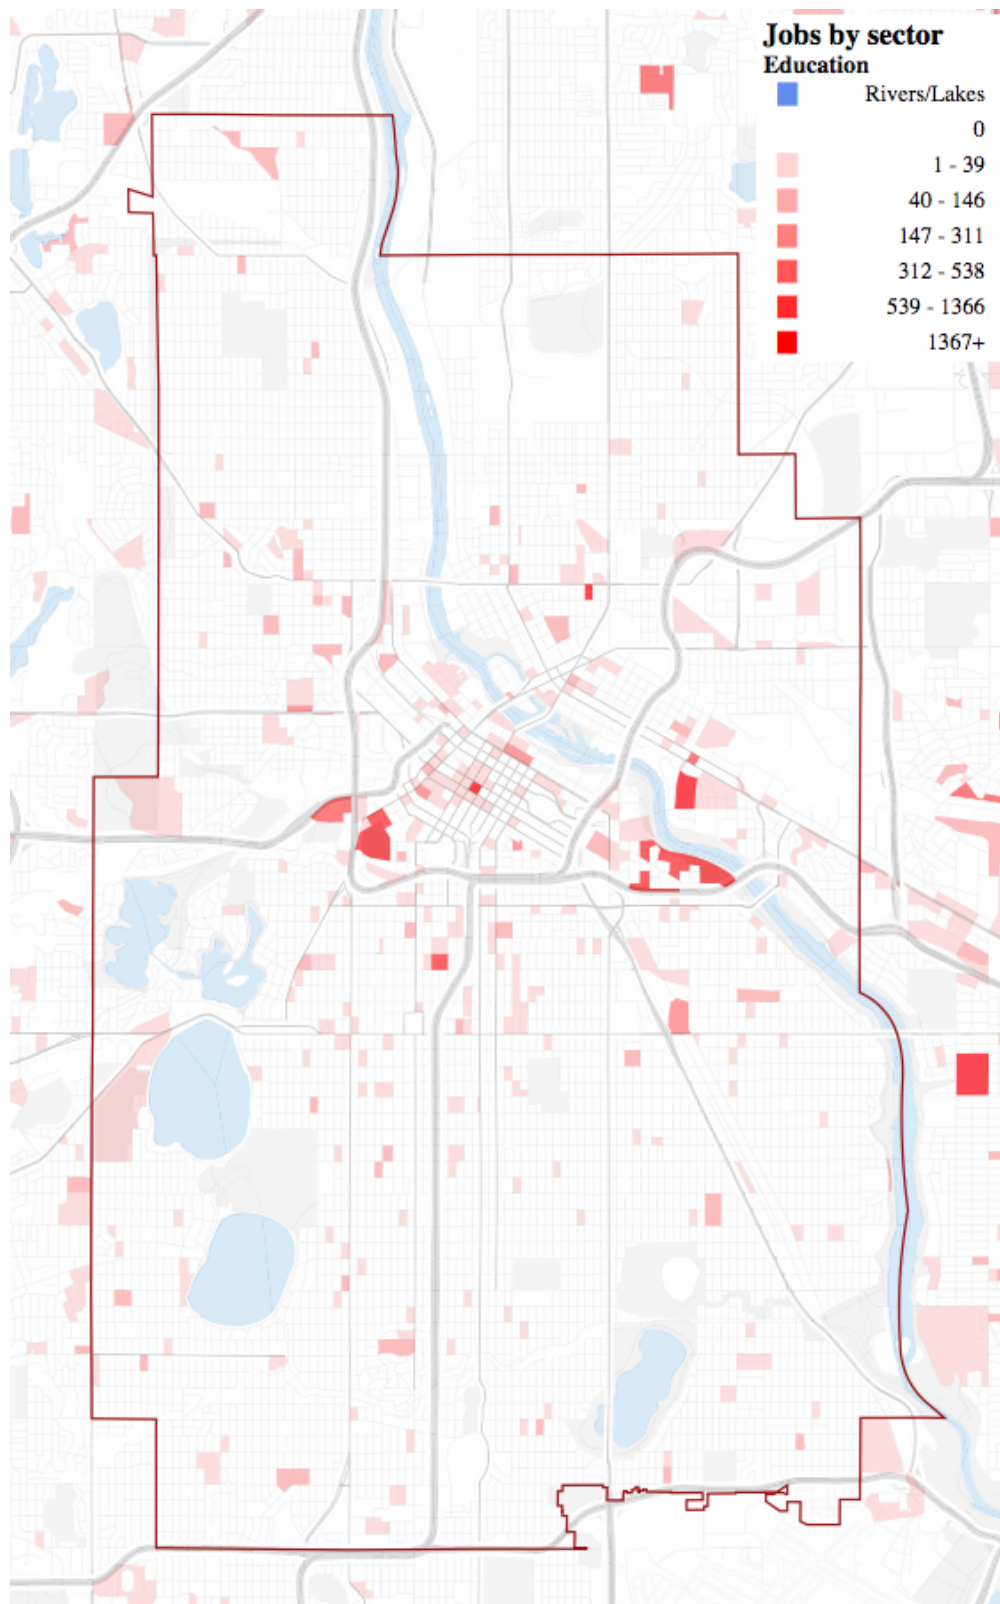 Jobs by sector
Education
Rivers/Lakes
0
1 - 39
40 - 146
147 - 311
312 - 538
539 - 1366
1367+